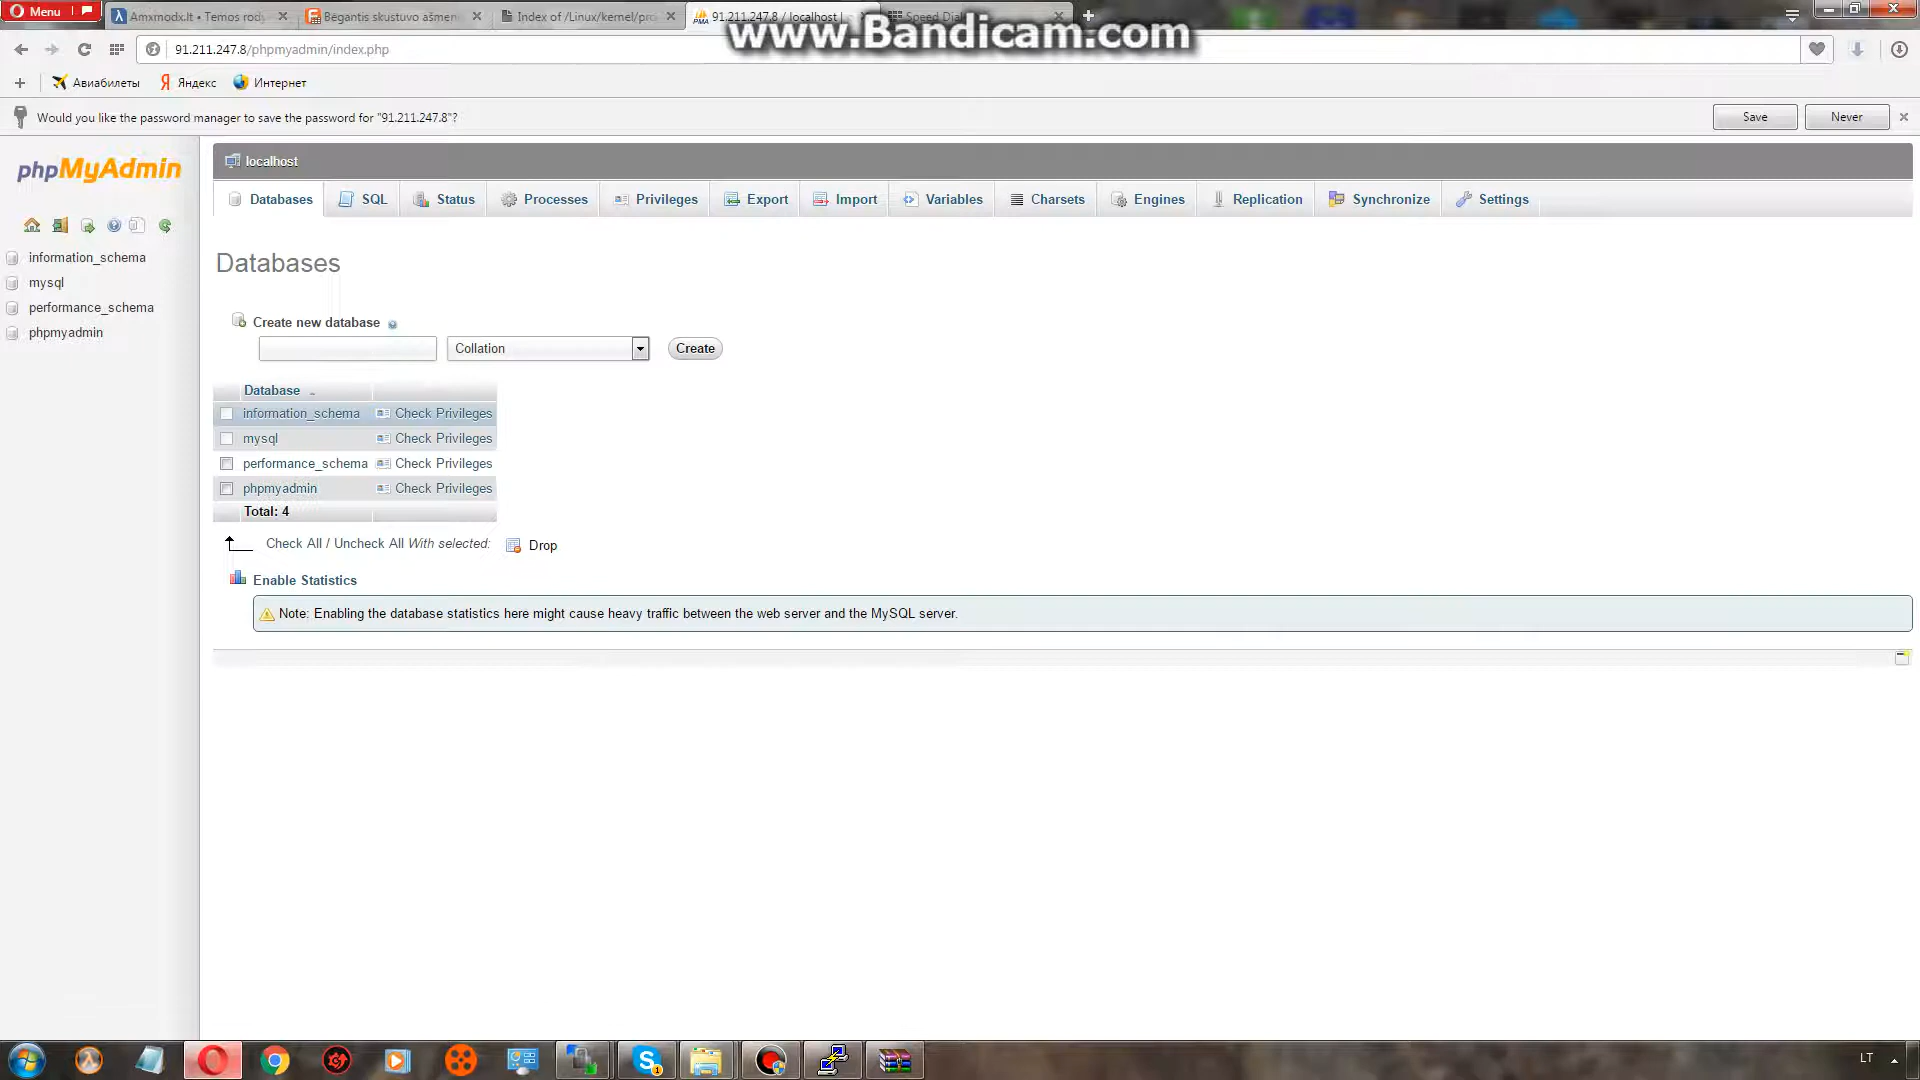 Menu
Amxmodx.lt • Temos rody
Bėgantis skustuvo ašmen
Index of /Linux/kernel/pro
91.211.247.8 / localhost |
Speed Dial
www.Bandicam.com
91.211.247.8/phpmyadmin/index.php
Авиабилеты
Яндекс
Интернет
Would you like the password manager to save the password for "91.211.247.8"?
Save
Never
phpMyAdmin
localhost
Databases
SQL
Status
Processes
Privileges
Export
Import
Variables
Charsets
Engines
Replication
Synchronize
Settings
information_schema
mysql
performance_schema
phpmyadmin
Databases
Create new database
Collation
Create
Database
information_schema Check Privileges
mysql Check Privileges
performance_schema Check Privileges
phpmyadmin Check Privileges
Total: 4
Check All / Uncheck All With selected: Drop
Enable Statistics
Note: Enabling the database statistics here might cause heavy traffic between the web server and the MySQL server.
LT